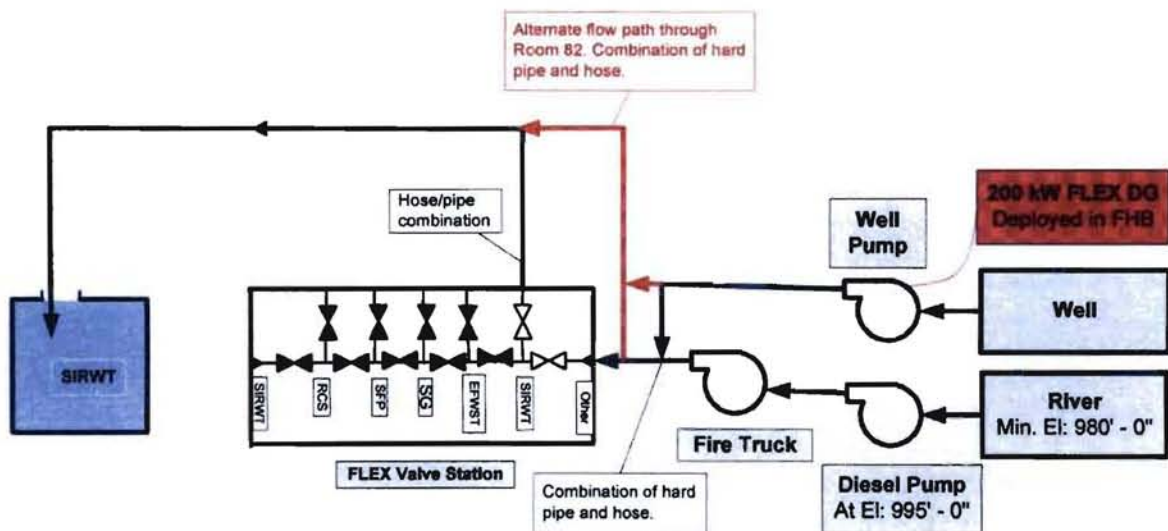 Alternate flow path through
Room 82. Combination of hard
pipe and hose.
Hose/pipe
combination
200 kW FLEX DG
Deployed in FHB
Well
Pump
Well
SIRWT
SIRWT
RCS
SFP
SG
EFWST
SIRWT
Other
River
Min. El: 980' - 0"
FLEX Valve Station
Fire Truck
Combination of hard
pipe and hose.
Diesel Pump
At El: 995' - 0"